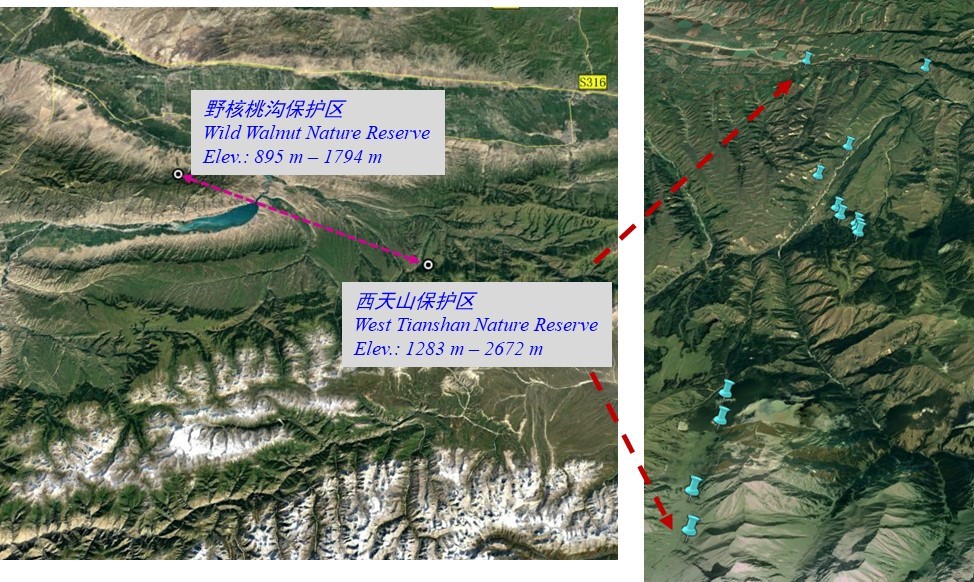 S316
野核桃沟保护区
Wild Walnut Nature Reserve
Elev.: 895 m – 1794 m
西天山保护区
West Tianshan Nature Reserve
Elev.: 1283 m – 2672 m